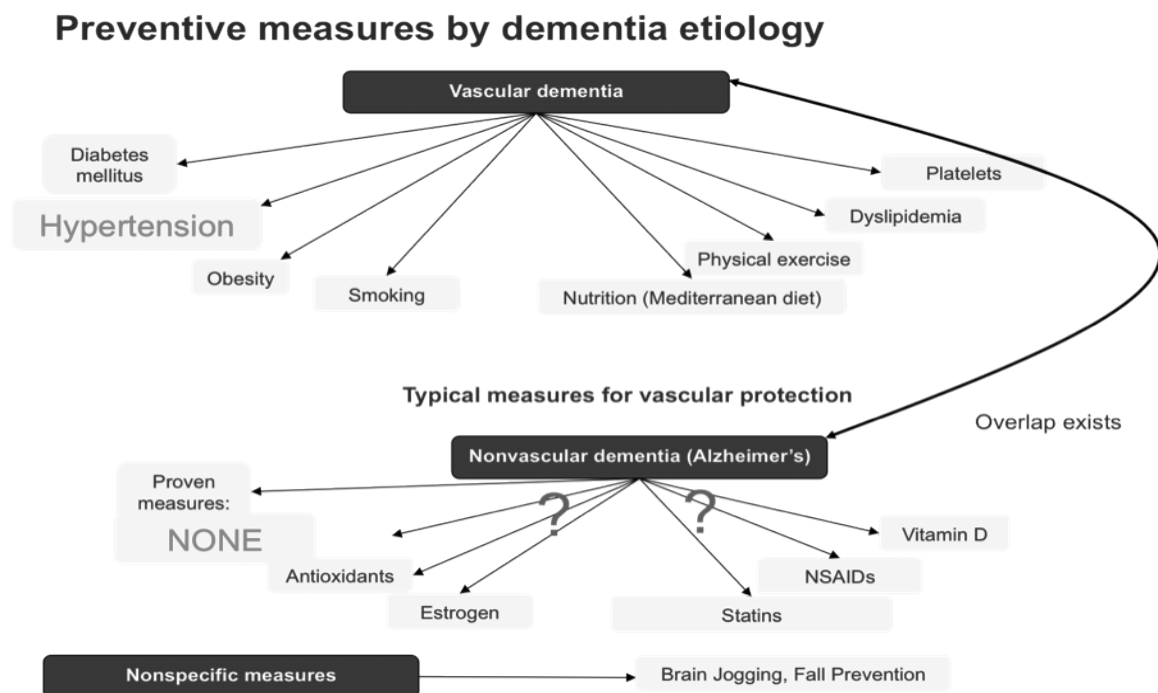 Preventive measures by dementia etiology
Vascular dementia
Diabetes
mellitus
Platelets
Hypertension
Dyslipidemia
Physical exercise
Obesity
Smoking
Nutrition (Mediterranean diet)
Typical measures for vascular protection
Overlap exists
Nonvascular dementia (Alzheimer’s)
Proven
measures:
NONE
?
?
Vitamin D
Antioxidants
NSAIDs
Estrogen
Statins
Nonspecific measures
Brain Jogging, Fall Prevention